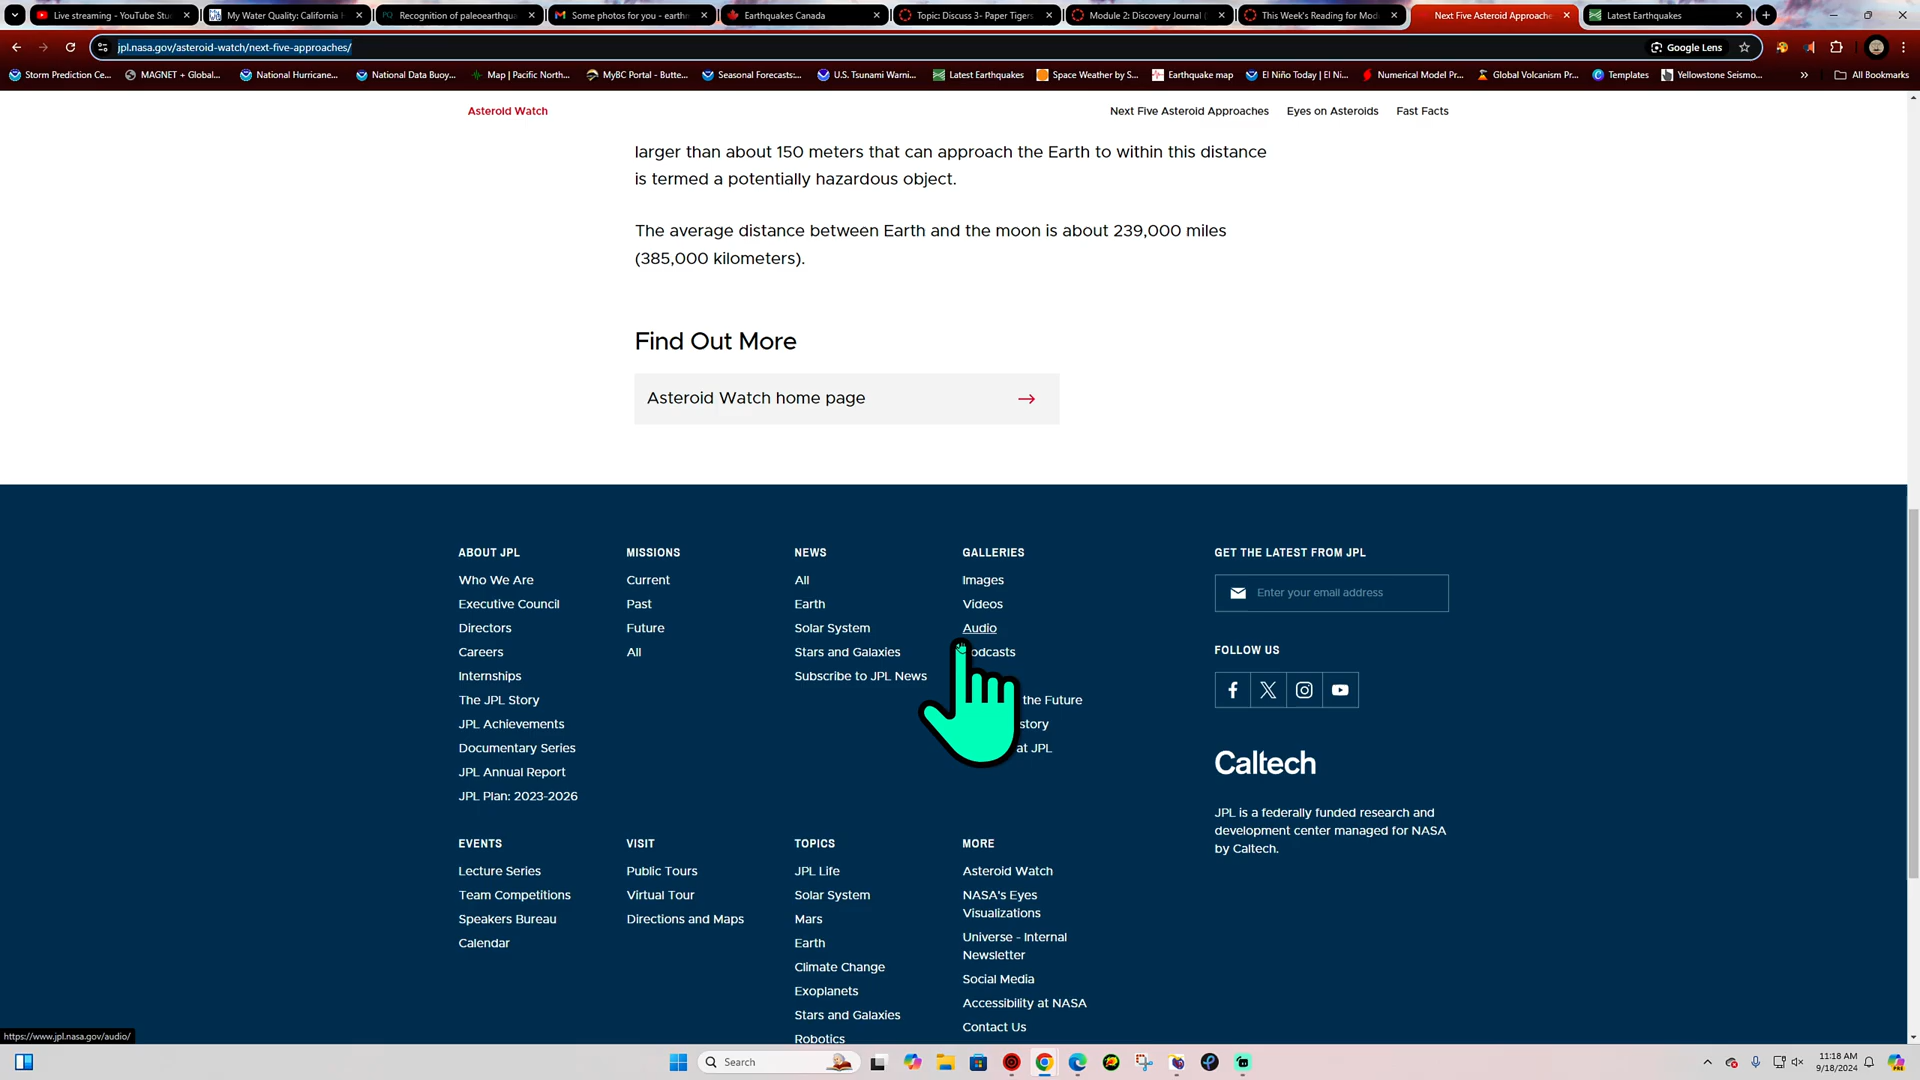 Live streaming - YouTube Stu
My Water Quality: California H
Recognition of paleoearthqua
Some photos for you - earthm
Earthquakes Canada
Topic: Discuss 3- Paper Tigers
Module 2: Discovery Journal
This Week's Reading for Modu
Next Five Asteroid Approache
Latest Earthquakes
jpl.nasa.gov/asteroid-watch/next-five-approaches/
Google Lens
Storm Prediction Ce...
MAGNET + Global...
National Hurricane...
National Data Buoy...
Map | Pacific North...
MyBC Portal - Butte...
Seasonal Forecasts:...
U.S. Tsunami Warni...
Latest Earthquakes
Space Weather by S...
Earthquake map
El Niño Today | El Ni...
Numerical Model Pr...
Global Volcanism Pr...
Templates
Yellowstone Seismo...
All Bookmarks
Asteroid Watch
Next Five Asteroid Approaches
Eyes on Asteroids
Fast Facts
larger than about 150 meters that can approach the Earth to within this distance
is termed a potentially hazardous object.
The average distance between Earth and the moon is about 239,000 miles
(385,000 kilometers).
Find Out More
Asteroid Watch home page
ABOUT JPL
Who We Are
Executive Council
Directors
Careers
Internships
The JPL Story
JPL Achievements
Documentary Series
JPL Annual Report
JPL Plan: 2023-2026
MISSIONS
Current
Past
Future
All
NEWS
All
Earth
Solar System
Stars and Galaxies
Subscribe to JPL News
GALLERIES
Images
Videos
Audio
odcasts
the Future
story
at JPL
GET THE LATEST FROM JPL
Enter your email address
FOLLOW US
Caltech
JPL is a federally funded research and
development center managed for NASA
by Caltech.
EVENTS
Lecture Series
Team Competitions
Speakers Bureau
Calendar
VISIT
Public Tours
Virtual Tour
Directions and Maps
TOPICS
JPL Life
Solar System
Mars
Earth
Climate Change
Exoplanets
Stars and Galaxies
Robotics
MORE
Asteroid Watch
NASA's Eyes
Visualizations
Universe - Internal
Newsletter
Social Media
Accessibility at NASA
Contact Us
https://www.jpl.nasa.gov/audio/
Search
11:18 AM
9/18/2024